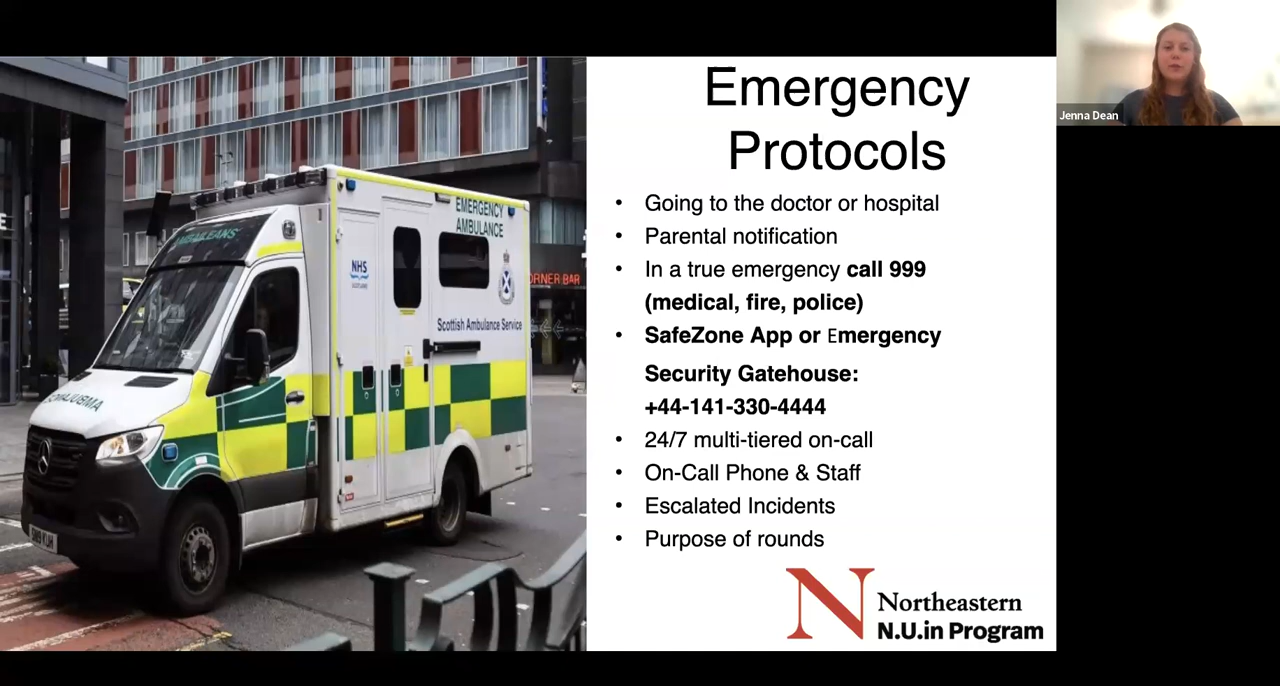 Emergency
Protocols
• Going to the doctor or hospital
• Parental notification
• In a true emergency call 999
(medical, fire, police)
• SafeZone App or Emergency
Security Gatehouse:
+44-141-330-4444
• 24/7 multi-tiered on-call
• On-Call Phone & Staff
• Escalated Incidents
• Purpose of rounds
N Northeastern
N.U.in Program
Jenna Dean
EMERGENCY
AMBULANCE
NHS
SCOTLAND
Scottish Ambulance Service
ORNER BAR